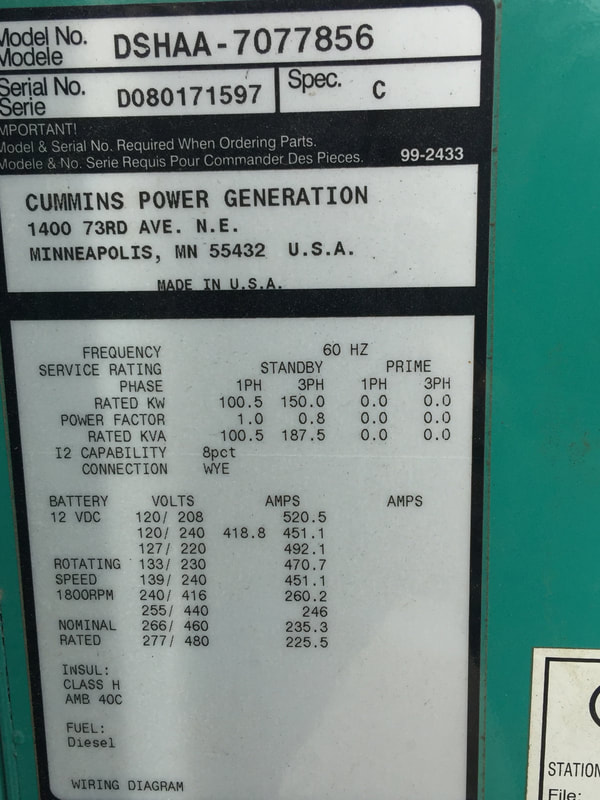 Model No. DSHAA-7077856
Modele
Serial No. D080171597 Spec. C
Serie
IMPORTANT!
Model & Serial No. Required When Ordering Parts.
Modele & No. Serie Requis Pour Commander Des Pieces. 99-2433
CUMMINS POWER GENERATION
1400 73RD AVE. N.E.
MINNEAPOLIS, MN 55432 U.S.A.
MADE IN U.S.A.
FREQUENCY 60 HZ
SERVICE RATING STANDBY PRIME
PHASE 1PH 3PH 1PH 3PH
RATED KW 100.5 150.0 0.0 0.0
POWER FACTOR 1.0 0.8 0.0 0.0
RATED KVA 100.5 187.5 0.0 0.0
I2 CAPABILITY 8pct
CONNECTION WYE
BATTERY VOLTS AMPS AMPS
12 VDC 120/ 208 520.5
120/ 240 418.8 451.1
127/ 220 492.1
ROTATING 133/ 230 470.7
SPEED 139/ 240 451.1
1800RPM 240/ 416 260.2
255/ 440 246
NOMINAL 266/ 460 235.3
RATED 277/ 480 225.5
INSUL:
CLASS H
AMB 40C
FUEL:
Diesel
WIRING DIAGRAM
STATION
File: